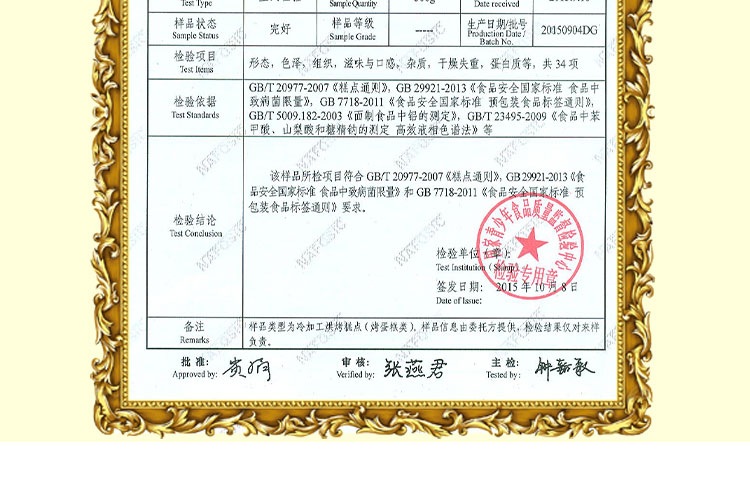 Test Type
Sample Quantity
Date received
样品状态 完好 样品等级 ----- 生产日期/批号 20150904DG
Sample Status Sample Grade Production Date / Batch No.
检验项目 形态，色泽，组织，滋味与口感，杂质，干燥失重，蛋白质等，共 34 项
Test Items
检验依据
Test Standards
GB/T 20977-2007《糕点通则》，GB 29921-2013《食品安全国家标准 食品中
致病菌限量》，GB 7718-2011《食品安全国家标准 预包装食品标签通则》，
GB/T 5009.182-2003《面制食品中铝的测定》，GB/T 23495-2009《食品中苯
甲酸、山梨酸和糖精钠的测定 高效液相色谱法》等
检验结论
Test Conclusion
该样品所检项目符合 GB/T 20977-2007《糕点通则》，GB 29921-2013《食
品安全国家标准 食品中致病菌限量》和 GB 7718-2011《食品安全国家标准 预
包装食品标签通则》要求。
国家青少年食品质量监督检验中心
检验专用章
检验单位（章）：
Test Institution ( Stamp)
签发日期： 2015 年 10 月 8 日
Date of Issue:
备注
Remarks
样品类型为冷加工烘烤糕点（烤蛋糕类）。样品信息由委托方提供，检验结果仅对来样
负责。
批准： 审核： 张燕君 主检：
Approved by: Verified by: Tested by: